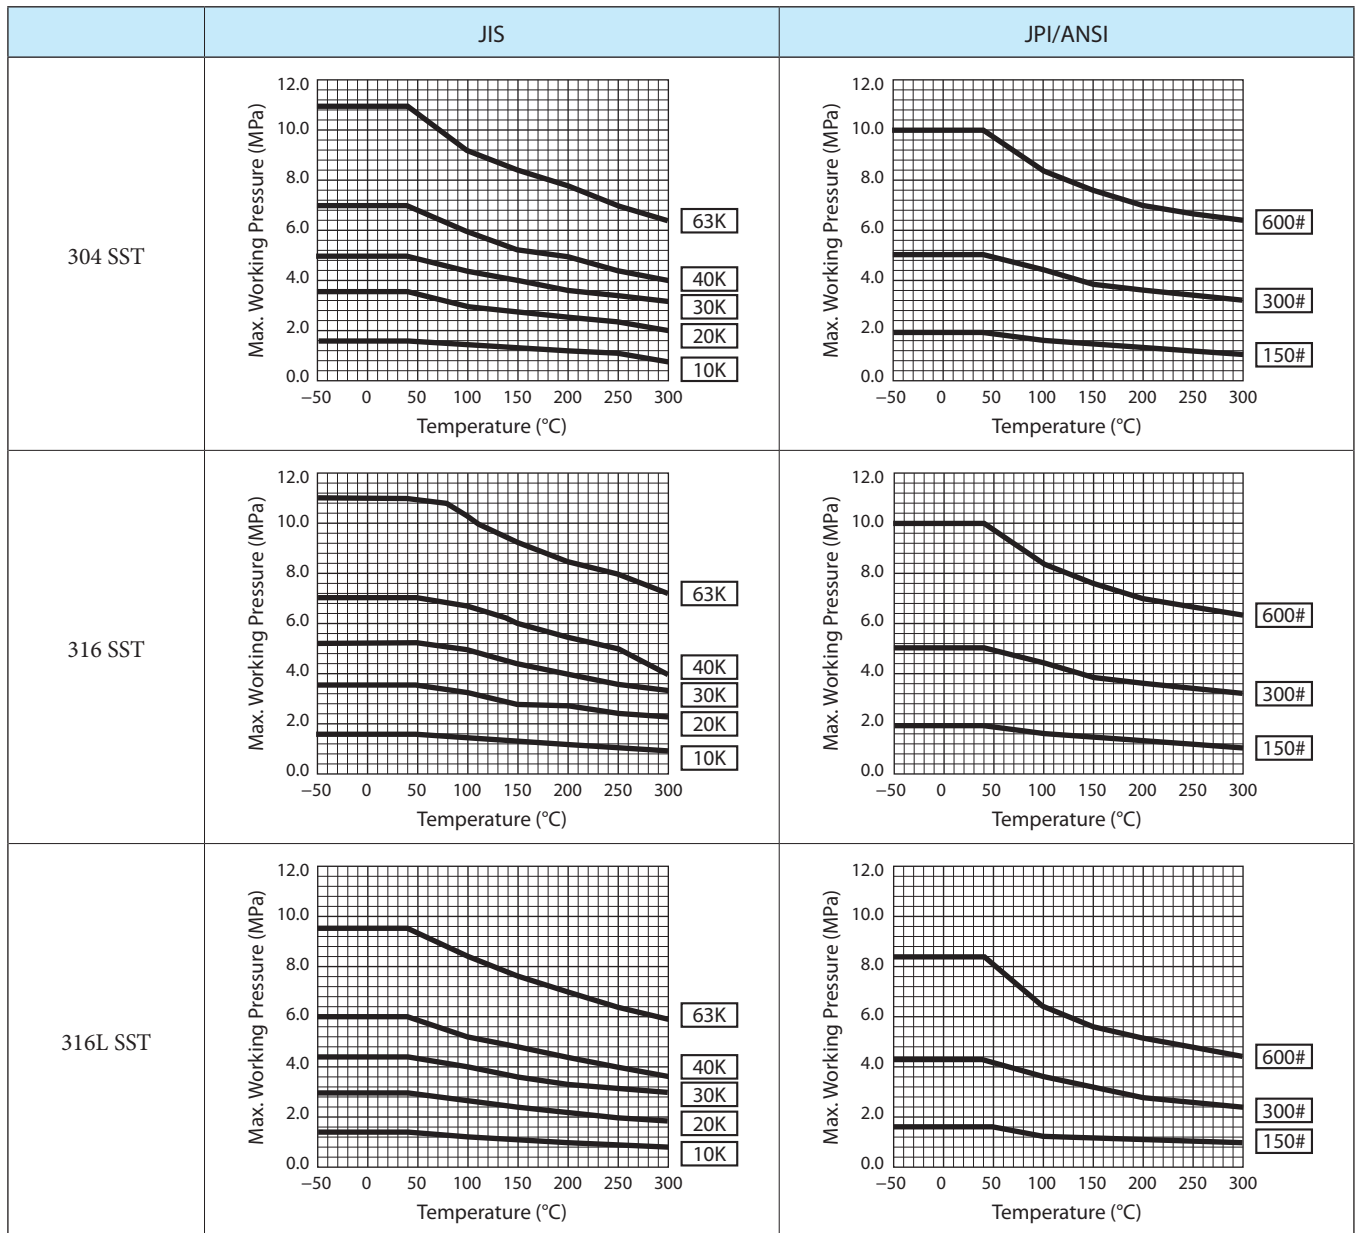 JIS
JPI/ANSI
304 SST
Max. Working Pressure (MPa)
12.0
10.0
8.0
6.0
4.0
2.0
0.0
−50 0 50 100 150 200 250 300
Temperature (°C)
63K
40K
30K
20K
10K
Max. Working Pressure (MPa)
12.0
10.0
8.0
6.0
4.0
2.0
0.0
−50 0 50 100 150 200 250 300
Temperature (°C)
600#
300#
150#
316 SST
Max. Working Pressure (MPa)
12.0
10.0
8.0
6.0
4.0
2.0
0.0
−50 0 50 100 150 200 250 300
Temperature (°C)
63K
40K
30K
20K
10K
Max. Working Pressure (MPa)
12.0
10.0
8.0
6.0
4.0
2.0
0.0
−50 0 50 100 150 200 250 300
Temperature (°C)
600#
300#
150#
316L SST
Max. Working Pressure (MPa)
12.0
10.0
8.0
6.0
4.0
2.0
0.0
−50 0 50 100 150 200 250 300
Temperature (°C)
63K
40K
30K
20K
10K
Max. Working Pressure (MPa)
12.0
10.0
8.0
6.0
4.0
2.0
0.0
−50 0 50 100 150 200 250 300
Temperature (°C)
600#
300#
150#